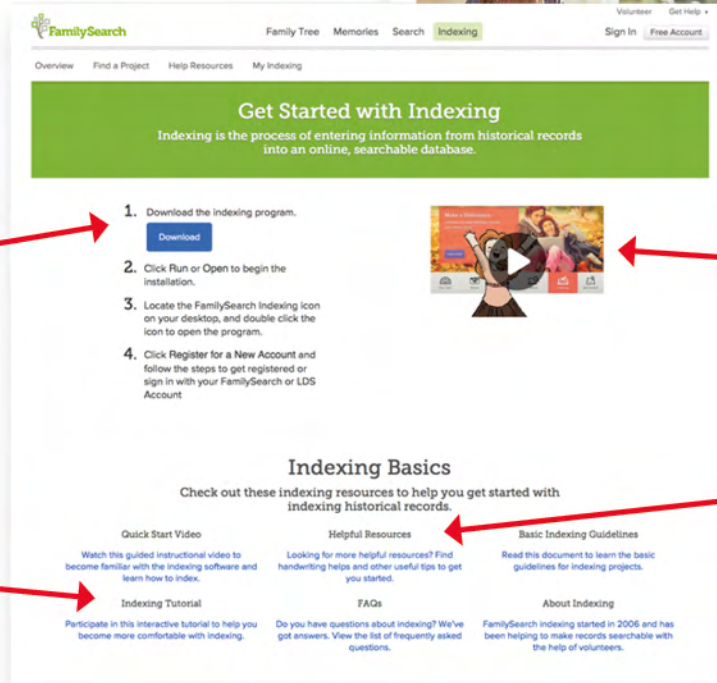 Volunteer Get Help
FamilySearch Family Tree Memories Search Indexing Sign In Free Account
Overview Find a Project Help Resources My Indexing
Get Started with Indexing
Indexing is the process of entering information from historical records
into an online, searchable database.
1. Download the indexing program.
Download
2. Click Run or Open to begin the
installation.
3. Locate the FamilySearch Indexing icon
on your desktop, and double click the
icon to open the program.
4. Click Register for a New Account and
follow the steps to get registered or
sign in with your FamilySearch or LDS
Account
Make a Difference
Indexing Basics
Check out these indexing resources to help you get started with
indexing historical records.
Quick Start Video
Watch this guided instructional video to
become familiar with the indexing software and
learn how to index.
Helpful Resources
Looking for more helpful resources? Find
handwriting helps and other useful tips to get
you started.
Basic Indexing Guidelines
Read this document to learn the basic
guidelines for indexing projects.
Indexing Tutorial
Participate in this interactive tutorial to help you
become more comfortable with indexing.
FAQs
Do you have questions about indexing? We've
got answers. View the list of frequently asked
questions.
About Indexing
FamilySearch indexing started in 2006 and has
been helping to make records searchable with
the help of volunteers.